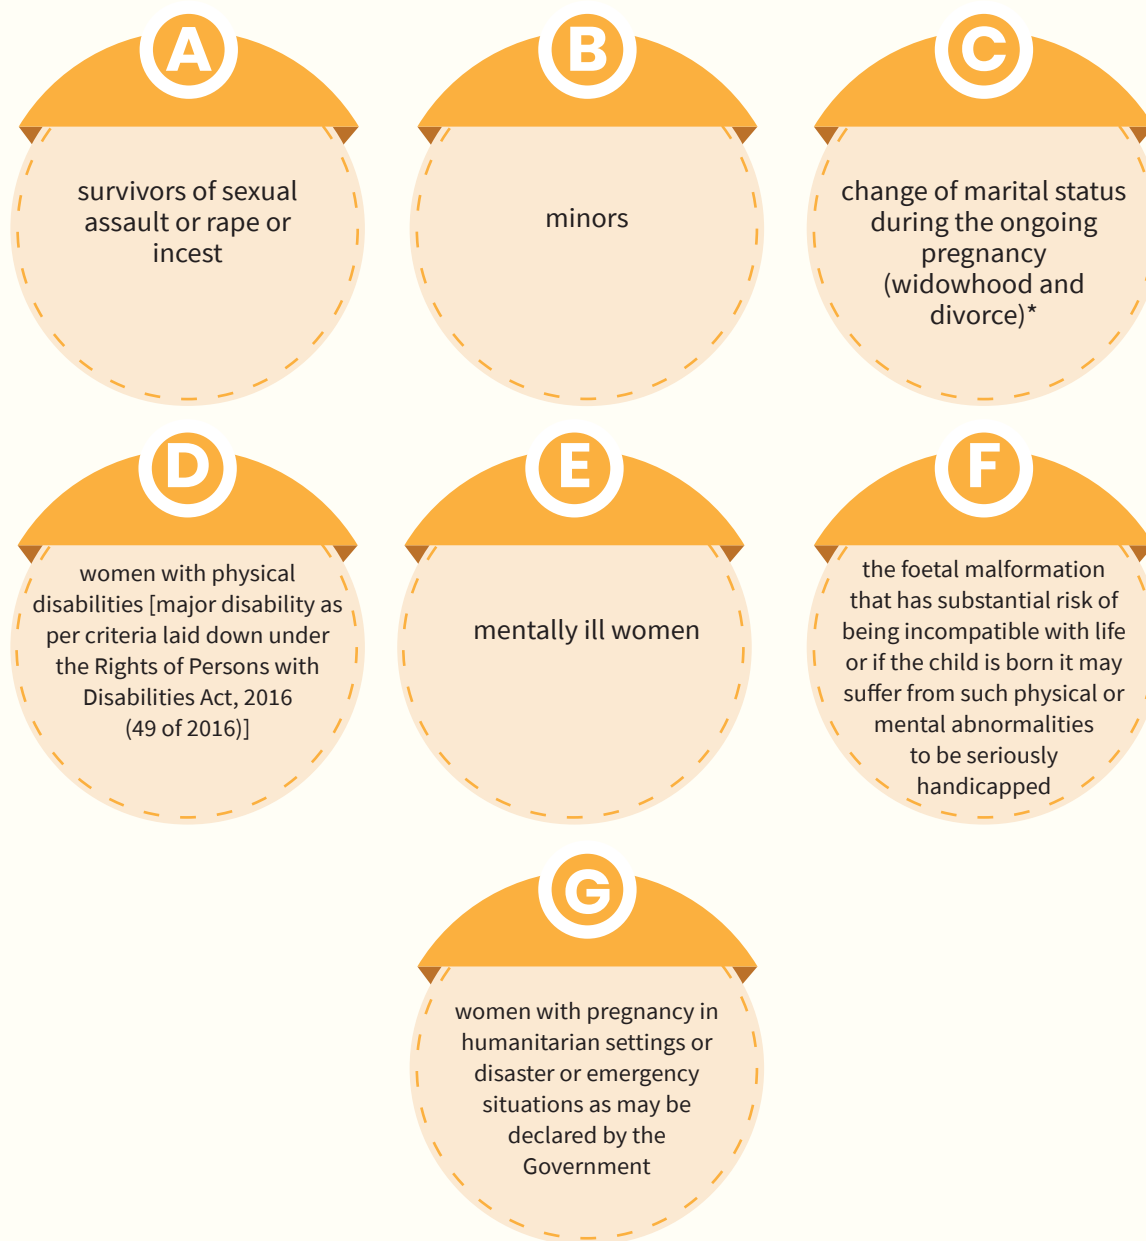 A
survivors of sexual
assault or rape or
incest
B
minors
C
change of marital status
during the ongoing
pregnancy
(widowhood and
divorce)*
D
women with physical
disabilities [major disability as
per criteria laid down under
the Rights of Persons with
Disabilities Act, 2016
(49 of 2016)]
E
mentally ill women
F
the foetal malformation
that has substantial risk of
being incompatible with life
or if the child is born it may
suffer from such physical or
mental abnormalities
to be seriously
handicapped
G
women with pregnancy in
humanitarian settings or
disaster or emergency
situations as may be
declared by the
Government